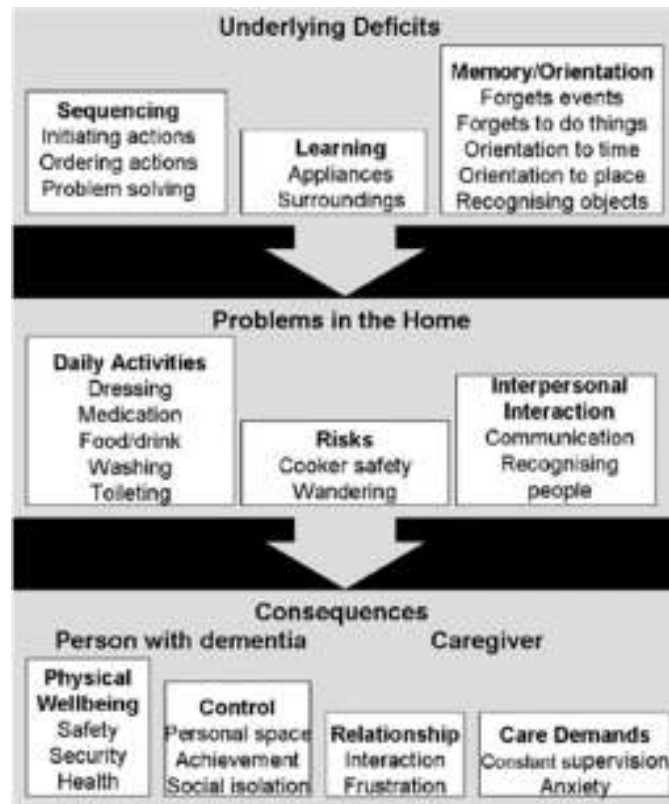 Underlying Deficits
Sequencing
Initiating actions
Ordering actions
Problem solving
Learning
Appliances
Surroundings
Memory/Orientation
Forgets events
Forgets to do things
Orientation to time
Orientation to place
Recognising objects
Problems in the Home
Daily Activities
Dressing
Medication
Food/drink
Washing
Toileting
Risks
Cooker safety
Wandering
Interpersonal
Interaction
Communication
Recognising
people
Consequences
Person with dementia
Caregiver
Physical
Wellbeing
Safety
Security
Health
Control
Personal space
Achievement
Social isolation
Relationship
Interaction
Frustration
Care Demands
Constant supervision
Anxiety